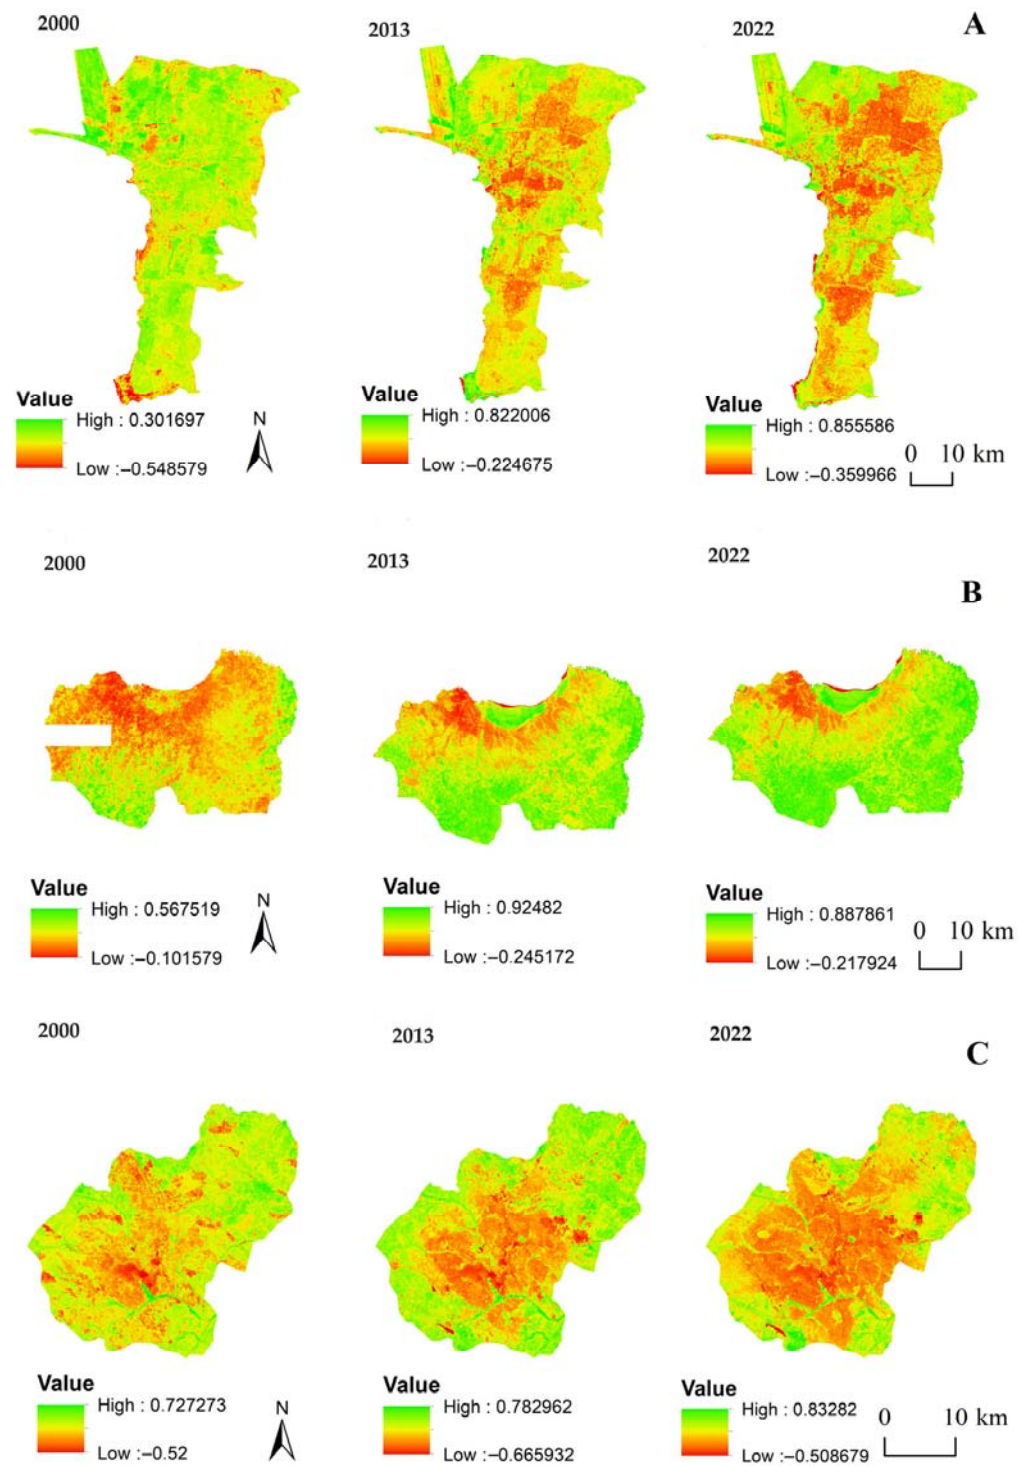 2000
2013
2022
A
Value
High : 0.301697
Low :–0.548579
N
Value
High : 0.822006
Low :–0.224675
Value
High : 0.855586
Low :–0.359966
0 10 km
2000
2013
2022
B
Value
High : 0.567519
Low :–0.101579
N
Value
High : 0.92482
Low :–0.245172
Value
High : 0.887861
Low :–0.217924
0 10 km
2000
2013
2022
C
Value
High : 0.727273
Low :–0.52
N
Value
High : 0.782962
Low :–0.665932
Value
High : 0.83282
Low :–0.508679
0 10 km